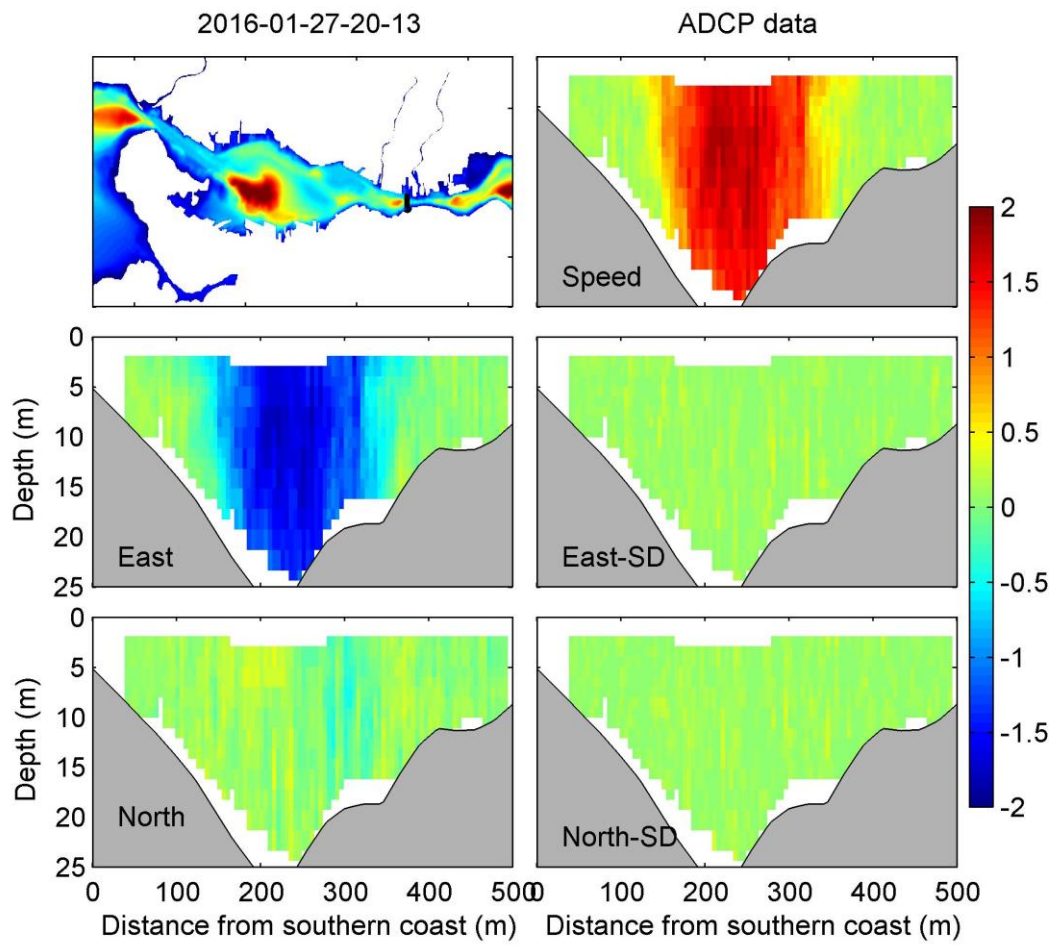 2016-01-27-20-13
ADCP data
Speed
2
1.5
1
0.5
0
-0.5
-1
-1.5
-2
0
5
10
15
20
25
Depth (m)
East
East-SD
0
5
10
15
20
25
Depth (m)
North
North-SD
0 100 200 300 400 500
0 100 200 300 400 500
Distance from southern coast (m)
Distance from southern coast (m)